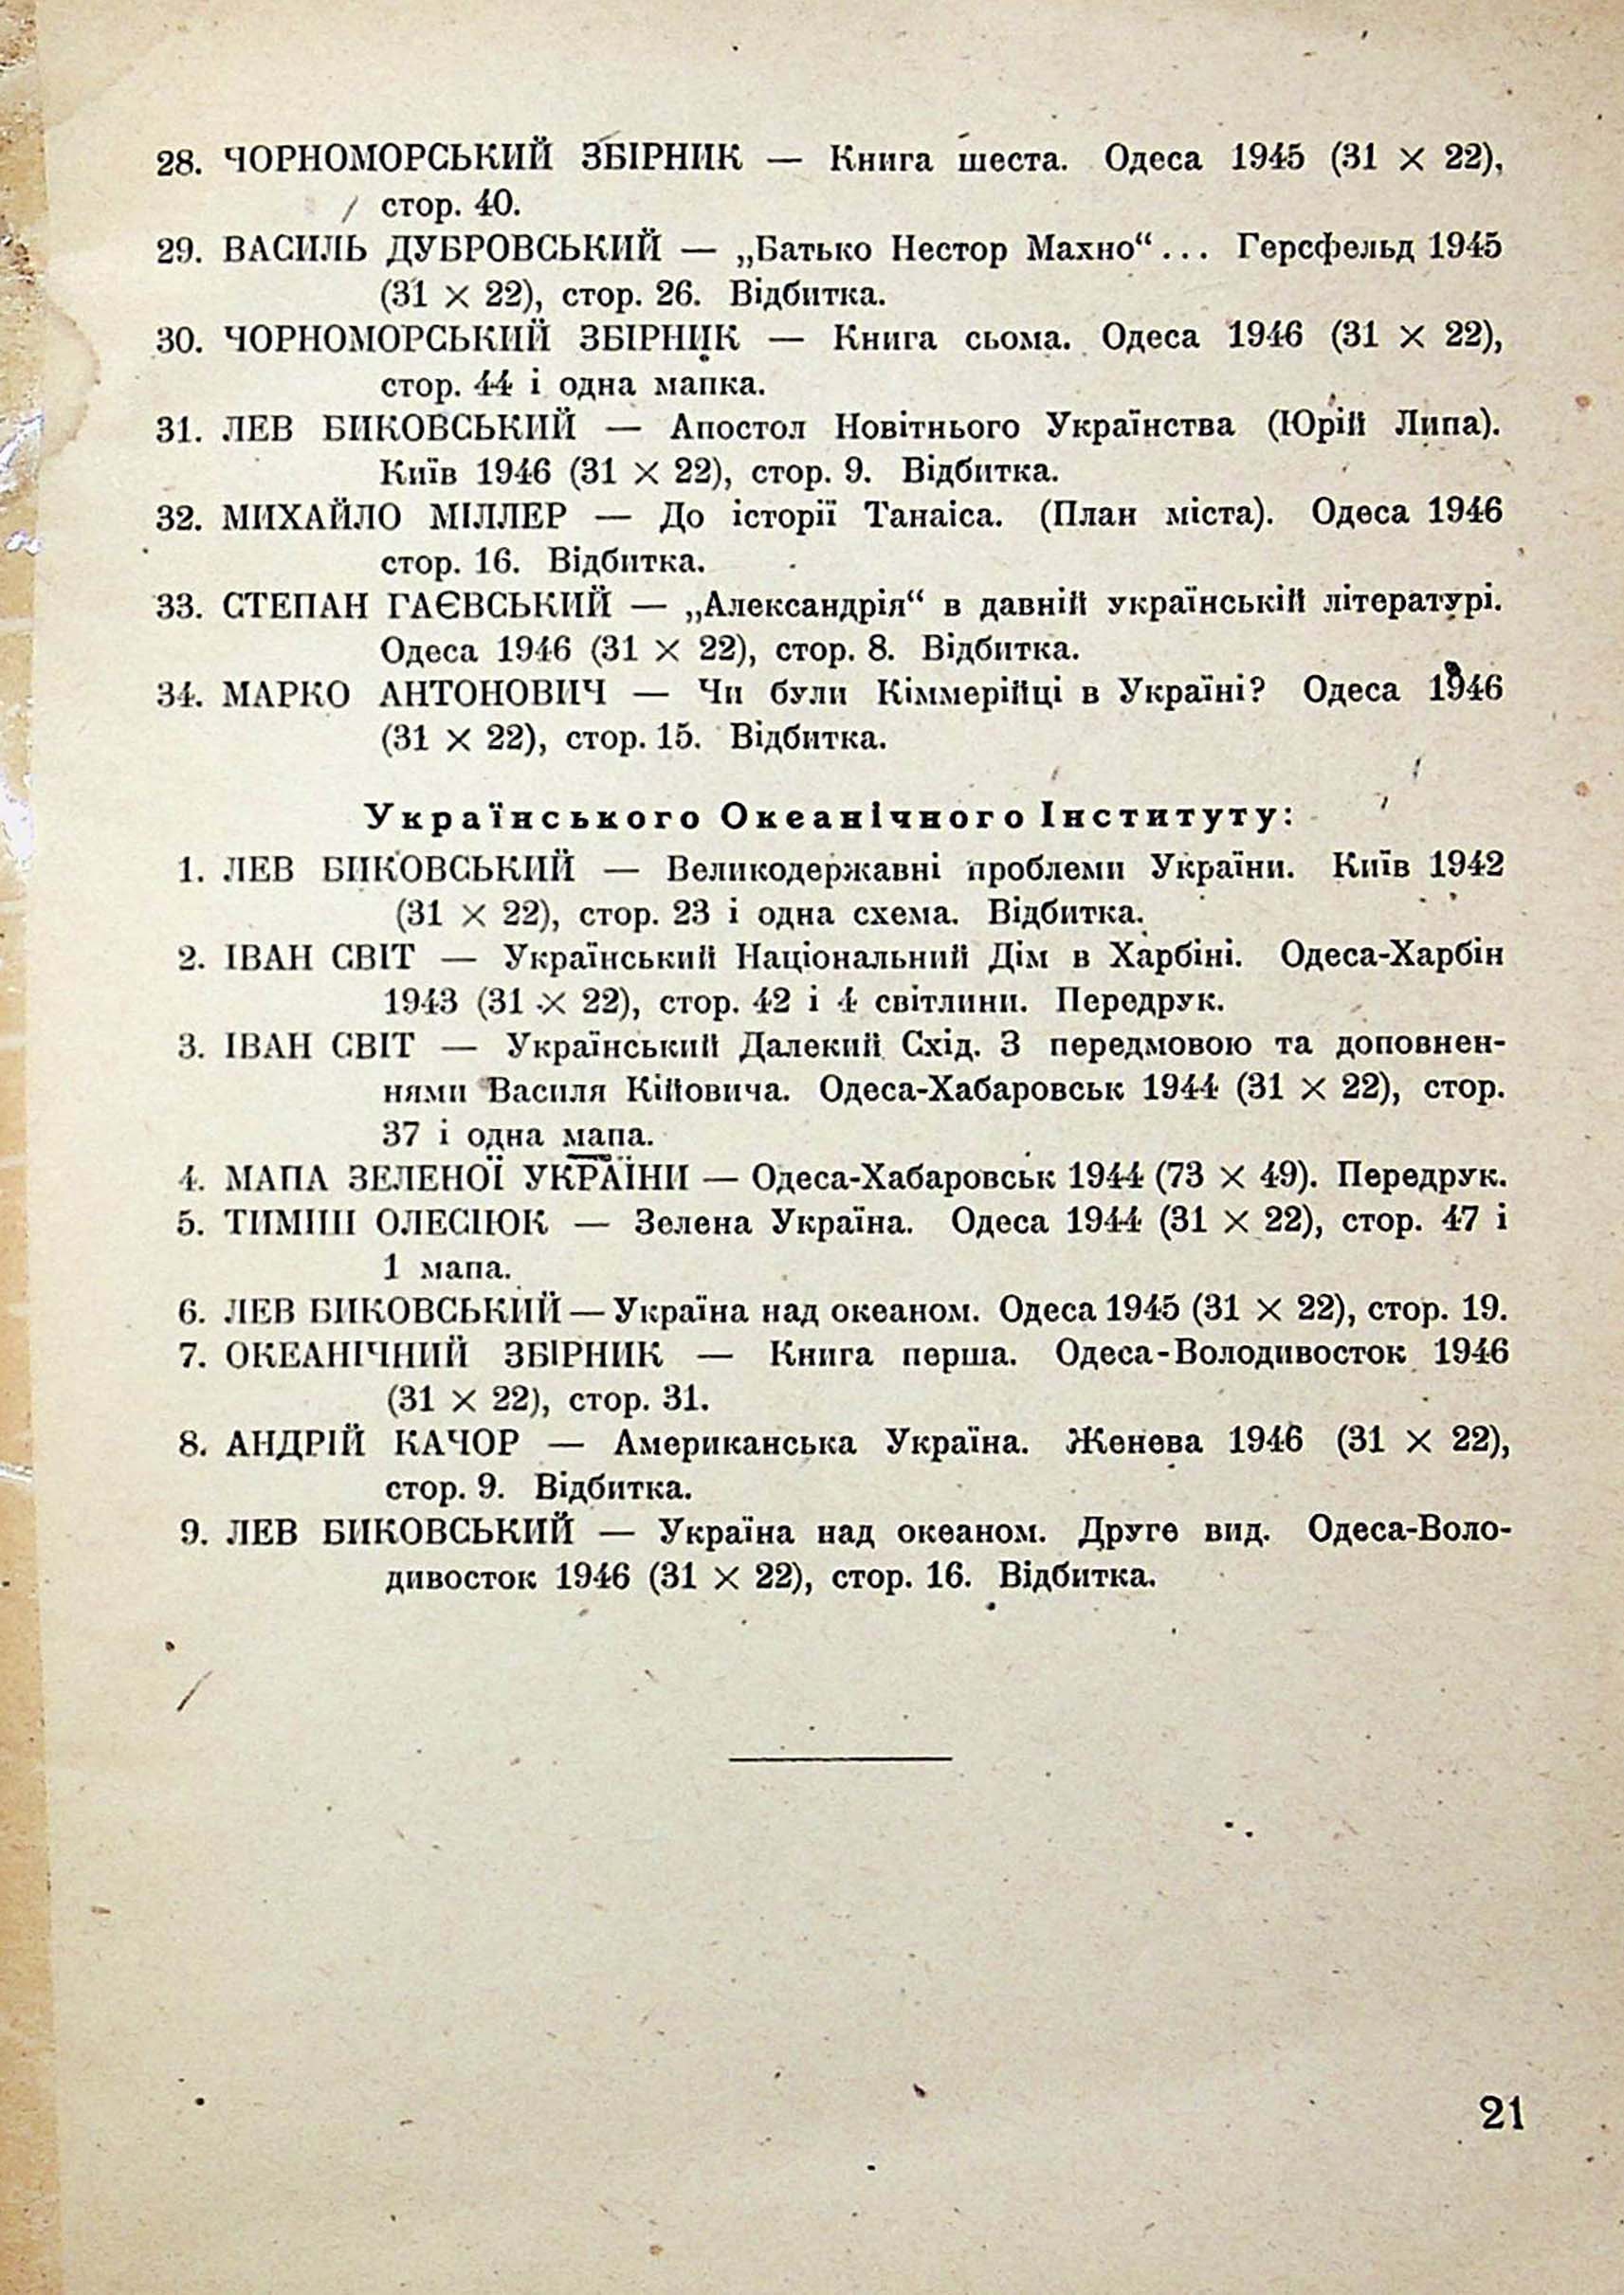 28. ЧОРНОМОРСЬКИЙ ЗБІРНИК — Книга шеста. Одеса 1945 (31 × 22),
стор. 40.
29. ВАСИЛЬ ДУБРОВСЬКИЙ — „Батько Нестор Махно“... Герсфельд 1945
(31 × 22), стор. 26. Відбитка.
30. ЧОРНОМОРСЬКИЙ ЗБІРНИК — Книга сьома. Одеса 1946 (31 × 22),
стор. 44 і одна мапка.
31. ЛЕВ БИКОВСЬКИЙ — Апостол Новітнього Українства (Юрій Липа).
Київ 1946 (31 × 22), стор. 9. Відбитка.
32. МИХАЙЛО МІЛЛЕР — До історії Танаіса. (План міста). Одеса 1946
стор. 16. Відбитка.
33. СТЕПАН ГАЄВСЬКИЙ — „Александрія“ в давній українській літературі.
Одеса 1946 (31 × 22), стор. 8. Відбитка.
34. МАРКО АНТОНОВИЧ — Чи були Кіммерійці в Україні? Одеса 1946
(31 × 22), стор. 15. Відбитка.
Українського Океанічного Інституту:
1. ЛЕВ БИКОВСЬКИЙ — Великодержавні проблеми України. Київ 1942
(31 × 22), стор. 23 і одна схема. Відбитка.
2. ІВАН СВІТ — Український Національний Дім в Харбіні. Одеса-Харбін
1943 (31 × 22), стор. 42 і 4 світлини. Передрук.
3. ІВАН СВІТ — Український Далекий Схід. З передмовою та доповнен-
нями Василя Кійовича. Одеса-Хабаровськ 1944 (31 × 22), стор.
37 і одна мапа.
4. МАПА ЗЕЛЕНОЇ УКРАЇНИ — Одеса-Хабаровськ 1944 (73 × 49). Передрук.
5. ТИМІШ ОЛЕСІЮК — Зелена Україна. Одеса 1944 (31 × 22), стор. 47 і
1 мапа.
6. ЛЕВ БИКОВСЬКИЙ — Україна над океаном. Одеса 1945 (31 × 22), стор. 19.
7. ОКЕАНІЧНИЙ ЗБІРНИК — Книга перша. Одеса-Володивосток 1946
(31 × 22), стор. 31.
8. АНДРІЙ КАЧОР — Американська Україна. Женева 1946 (31 × 22),
стор. 9. Відбитка.
9. ЛЕВ БИКОВСЬКИЙ — Україна над океаном. Друге вид. Одеса-Воло-
дивосток 1946 (31 × 22), стор. 16. Відбитка.
21